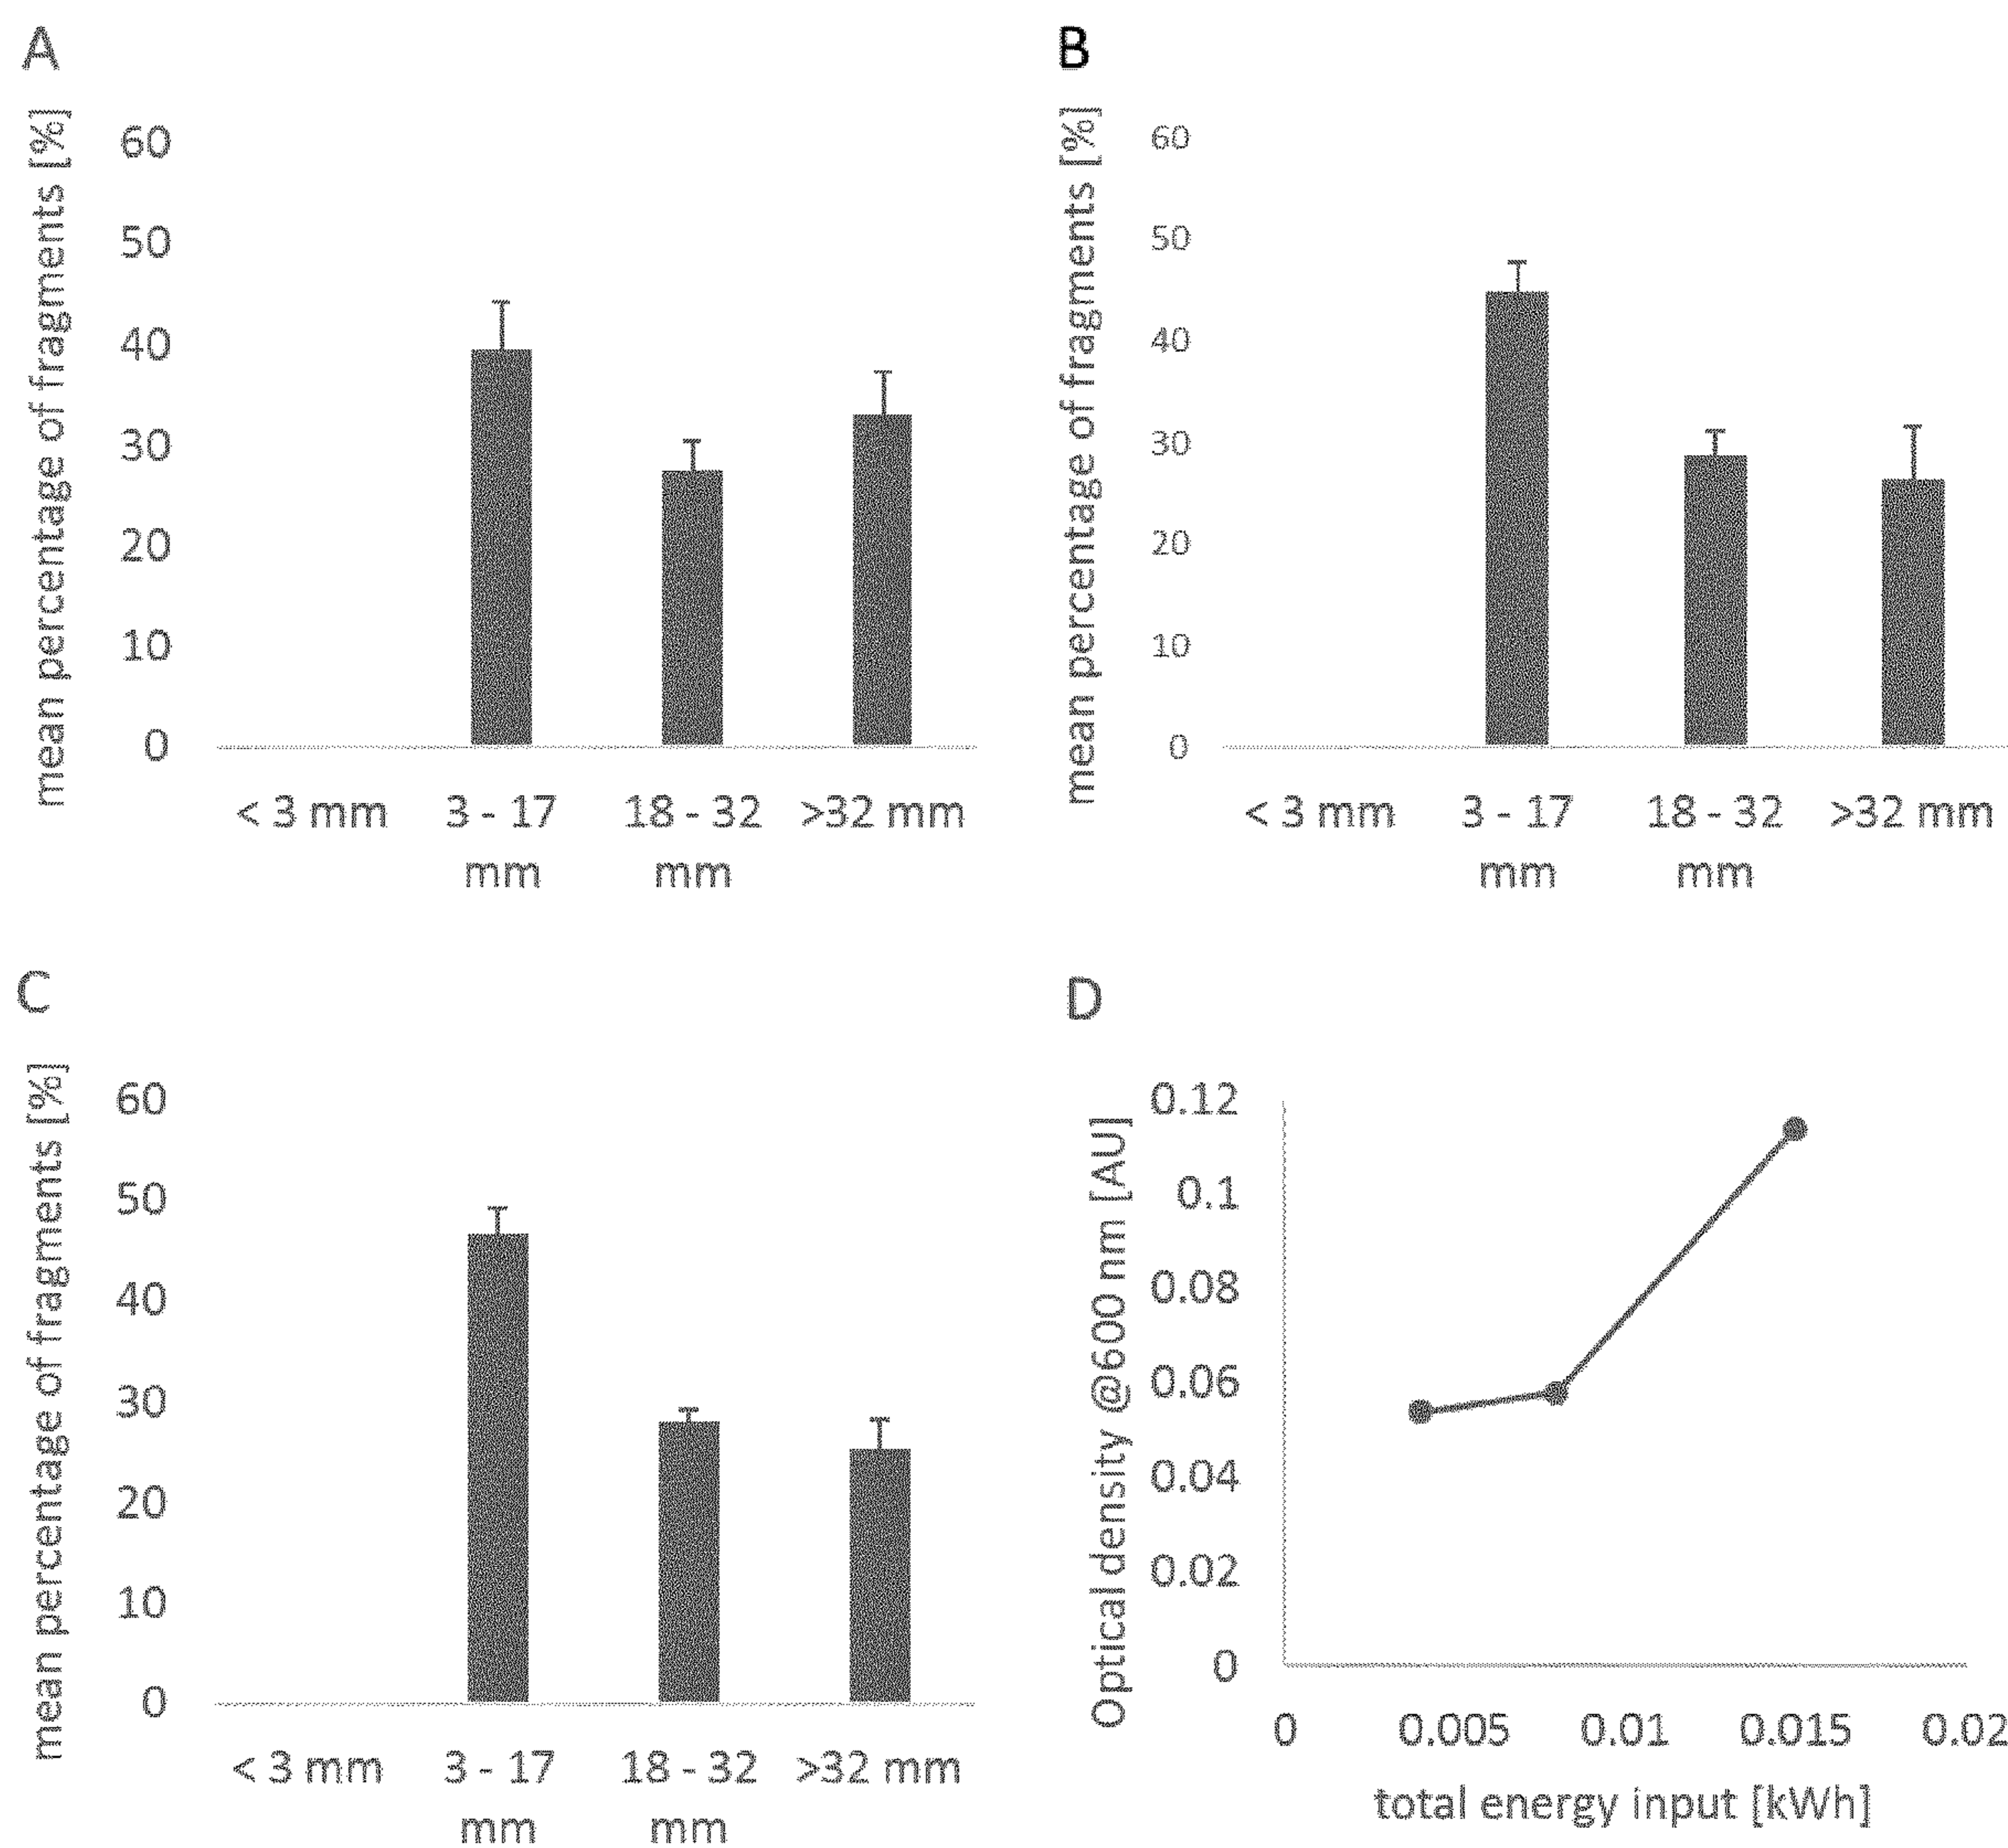 A
mean percentage of fragments [%]
60
50
40
30
20
10
0
< 3 mm
3 - 17
mm
18 - 32
mm
>32 mm
B
mean percentage of fragments [%]
60
50
40
30
20
10
0
< 3 mm
3 - 17
mm
18 - 32
mm
>32 mm
C
mean percentage of fragments [%]
60
50
40
30
20
10
0
< 3 mm
3 - 17
mm
18 - 32
mm
>32 mm
D
Optical density @600 nm [AU]
0.12
0.1
0.08
0.06
0.04
0.02
0
0 0.005 0.01 0.015 0.02
total energy input [kWh]